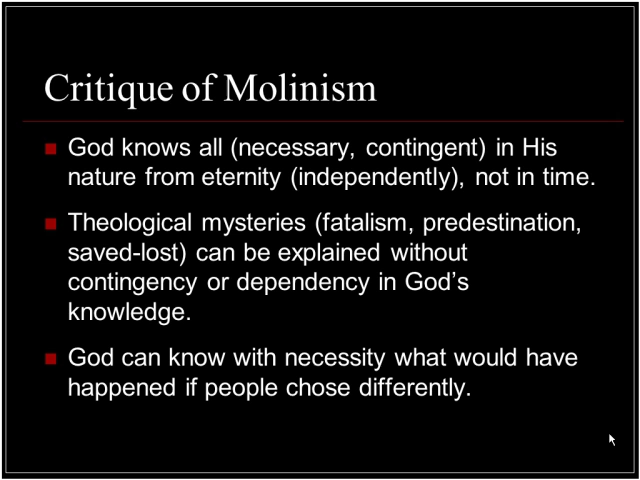 Critique of Molinism
God knows all (necessary, contingent) in His
nature from eternity (independently), not in time.
Theological mysteries (fatalism, predestination,
saved-lost) can be explained without
contingency or dependency in God’s
knowledge.
God can know with necessity what would have
happened if people chose differently.